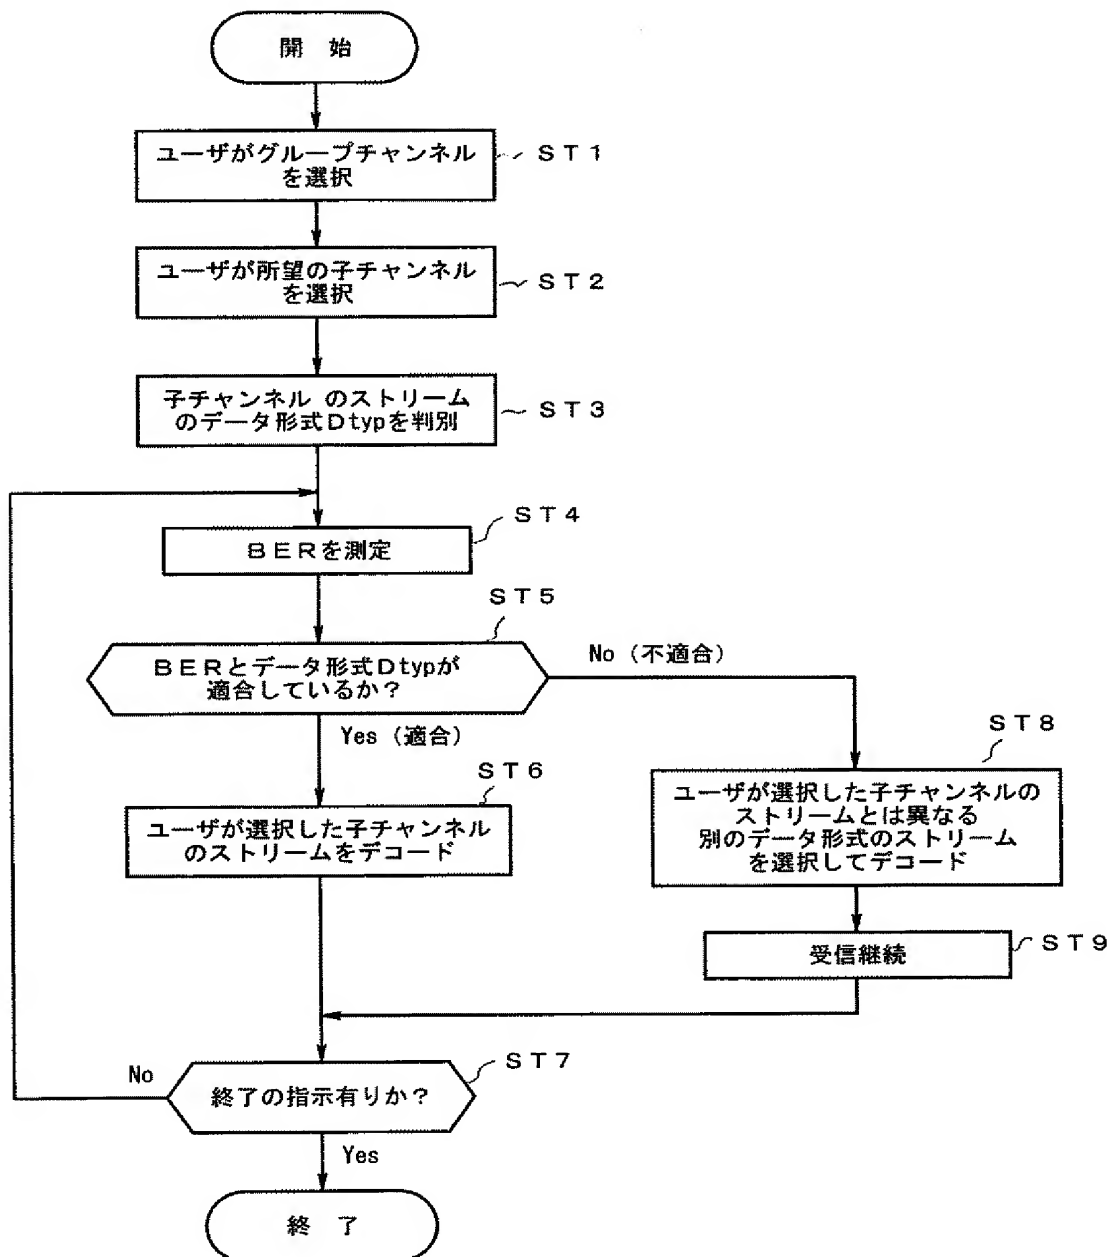 開 始
ユーザがグループチャンネル
を選択
ST1
ユーザが所望の子チャンネル
を選択
ST2
子チャンネル のストリーム
のデータ形式Dtypを判別
ST3
ST4
BERを測定
ST5
BERとデータ形式Dtypが
適合しているか?
No(不適合)
Yes(適合)
ST6
ユーザが選択した子チャンネル
のストリームをデコード
ST8
ユーザが選択した子チャンネルの
ストリームとは異なる
別のデータ形式のストリーム
を選択してデコード
受信継続
ST9
ST7
No
終了の指示有りか?
Yes
終 了